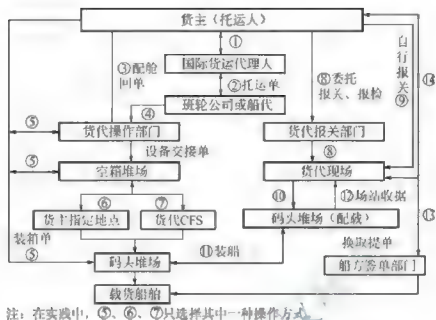 货主（托运人）
①
国际货运代理人
③配舱
回单
②托运单
⑧委托
报关、报检
自行
报关
⑨
⑭
④
班轮公司或船代
⑤
货代操作部门
货代报关部门
设备交接单
⑧
⑤
空箱堆场
货代现场
⑥
⑦
⑩
⑫场站收据
货主指定地点
货代CFS
码头堆场（配载）
⑬
装箱单
⑪装船
换取提单
⑤
码头堆场
船方签单部门
载货船舶
注：在实践中，⑤、⑥、⑦只选择其中一种操作方式